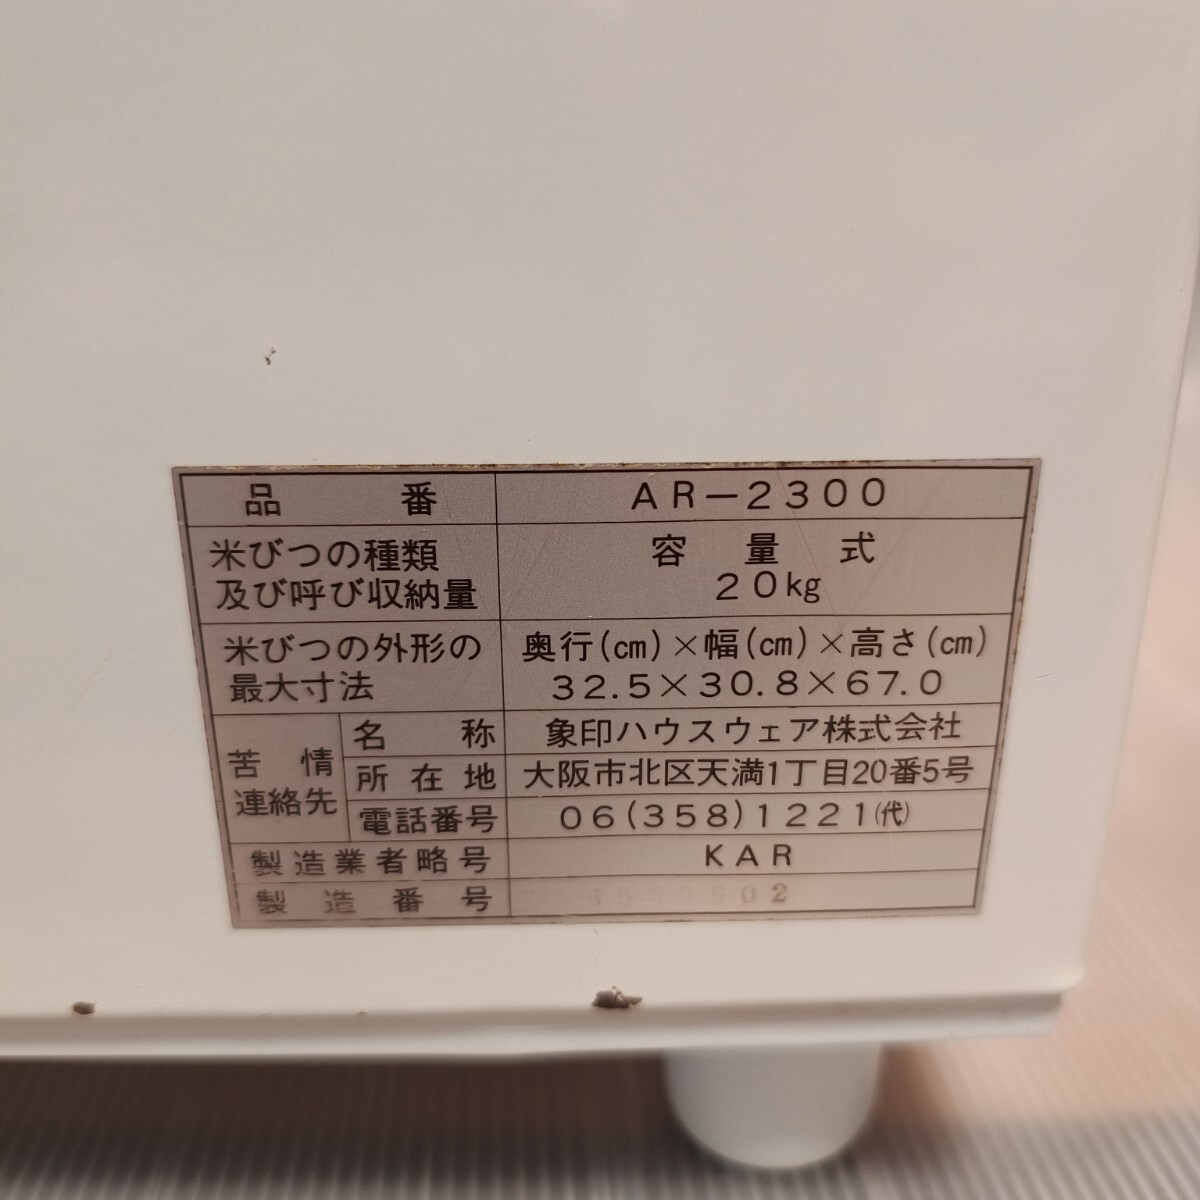 品番 AR-2300
米びつの種類 容量式
及び呼び収納量 20kg
米びつの外形の 奥行(cm)×幅(cm)×高さ(cm)
最大寸法 32.5×30.8×67.0
苦情 名称 象印ハウスウェア株式会社
連絡先 所在地 大阪市北区天満1丁目20番5号
電話番号 06(358)1221(代)
製造業者略号 KAR
製造番号